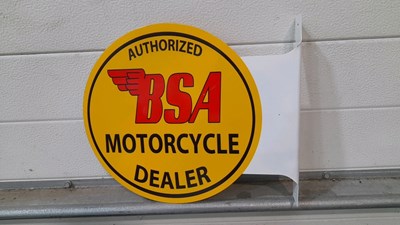 AUTHORIZED
BSA
MOTORCYCLE
DEALER